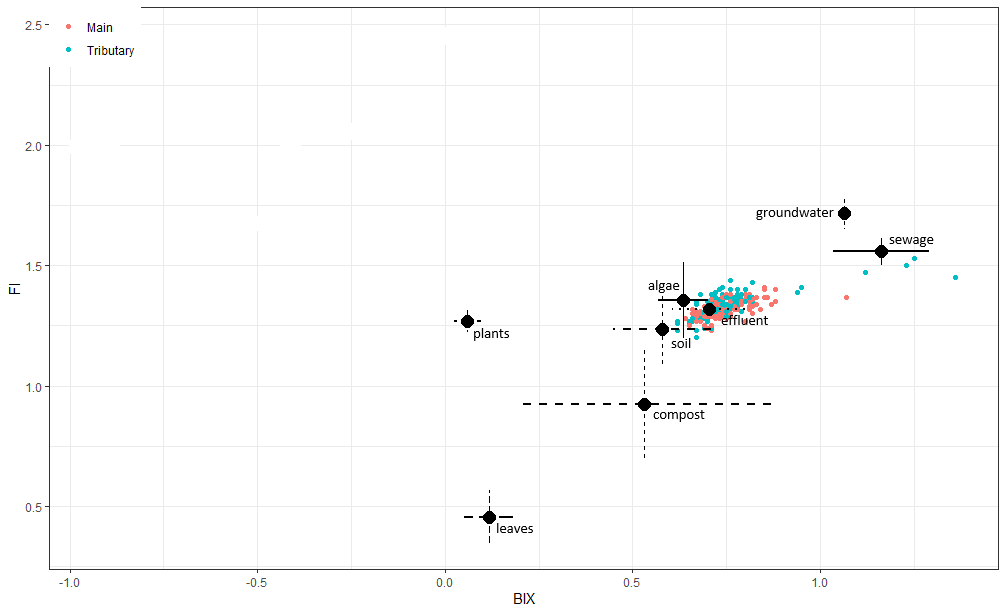 2.5
Main
Tributary
2.0
groundwater
sewage
1.5
FI
algae
effluent
plants
soil
1.0
compost
0.5
leaves
-1.0 -0.5 0.0 0.5 1.0
BIX